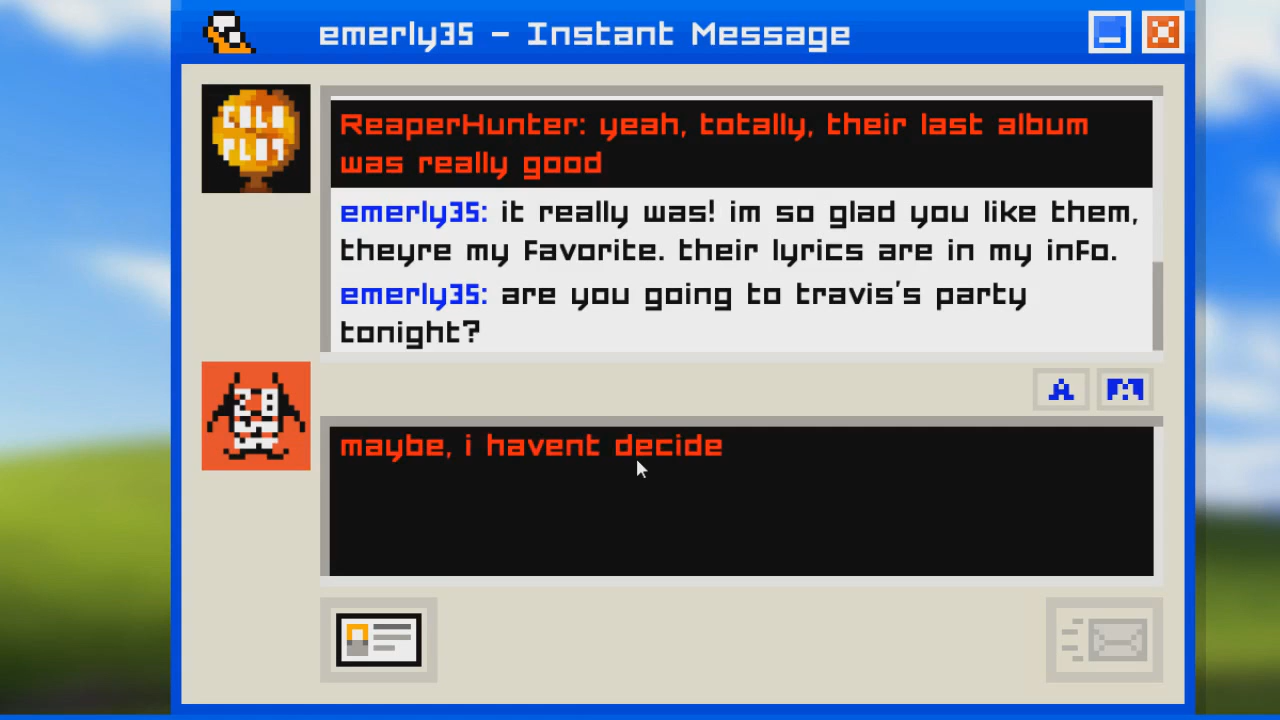 emerly35 - Instant Message
COLD
PLOY
ReaperHunter: yeah, totally, their last album
was really good
emerly35: it really was! im so glad you like them,
theyre my favorite. their lyrics are in my info.
emerly35: are you going to travis's party
tonight?
A
A
maybe, i havent decide